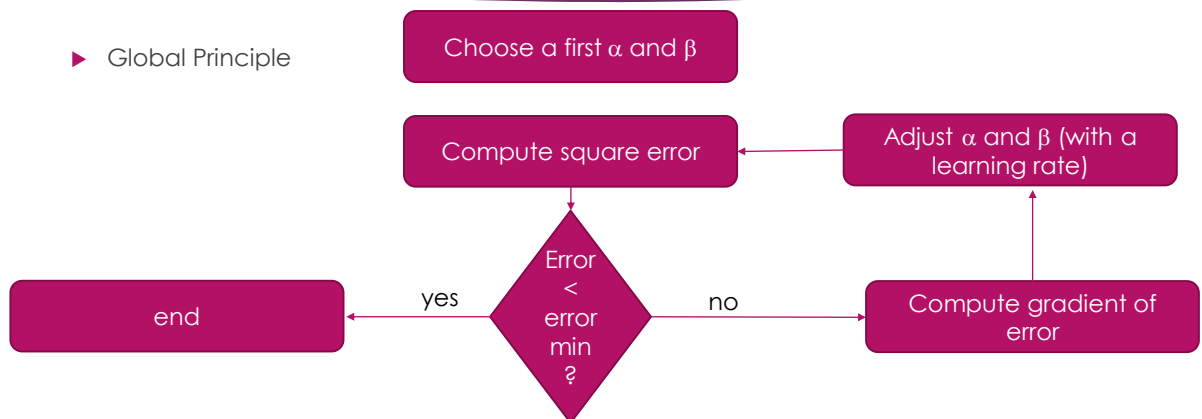 Global Principle
Choose a first α and β
Compute square error
Adjust α and β (with a
learning rate)
Error
<
error
min
?
yes
no
end
Compute gradient of
error